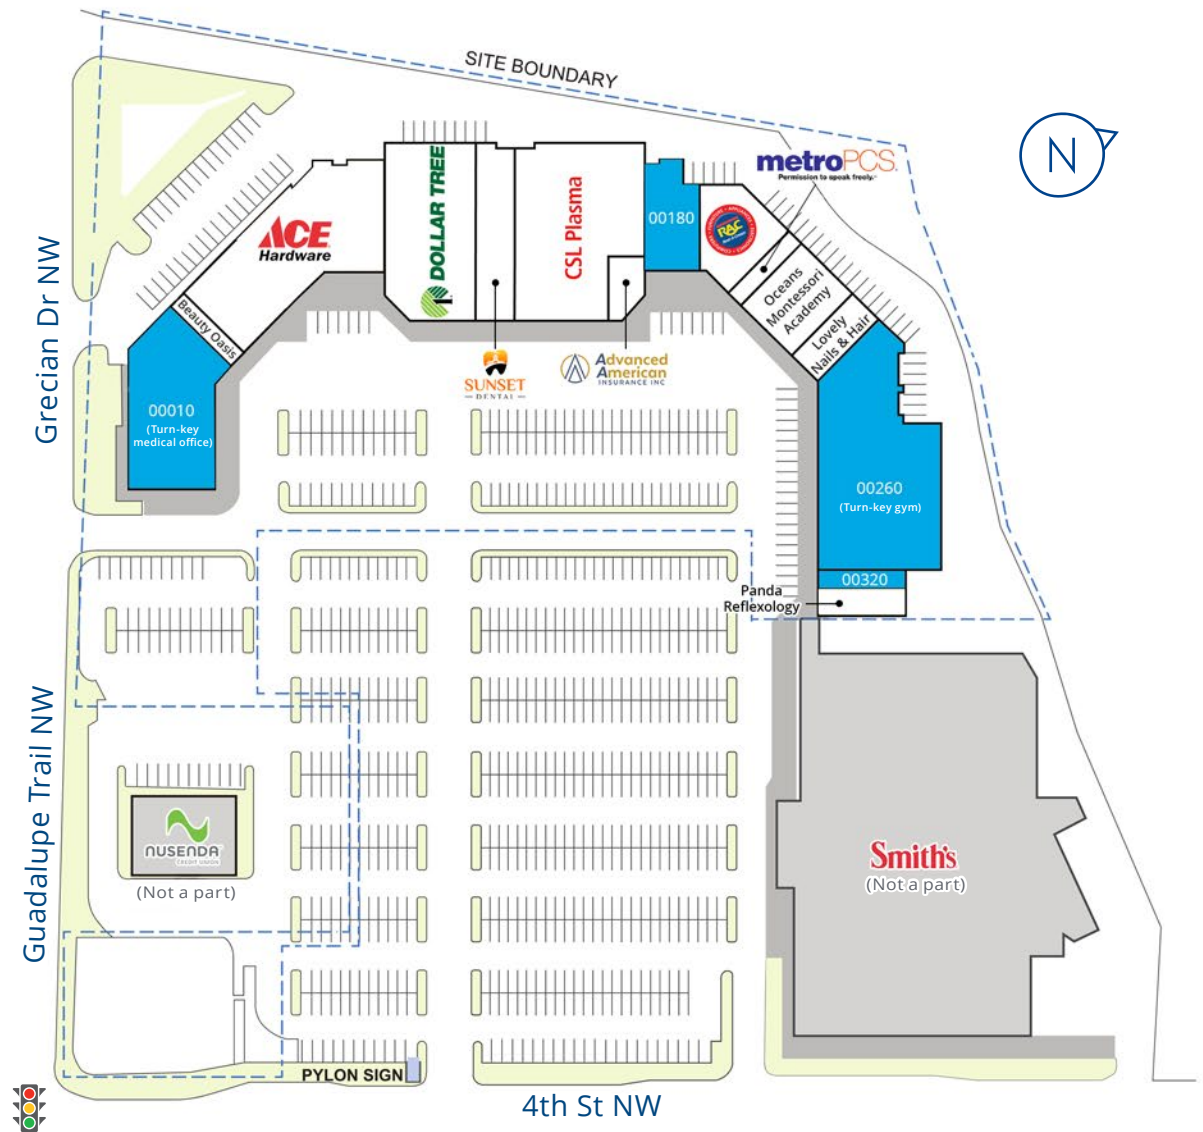 SITE BOUNDARY
N
metroPCS.
Permission to speak freely.
ACE
Hardware
DOLLAR TREE
CSL Plasma
00180
RAC
Oceans
Montessori
Academy
Lovely
Nails & Hair
Beauty Oasis
SUNSET
DENTAL
Advanced
American
INSURANCE INC
Grecian Dr NW
00010
(Turn-key
medical office)
00260
(Turn-key gym)
00320
Panda
Reflexology
Guadalupe Trail NW
NUSENDA
CREDIT UNION
(Not a part)
Smith's
(Not a part)
PYLON SIGN
4th St NW